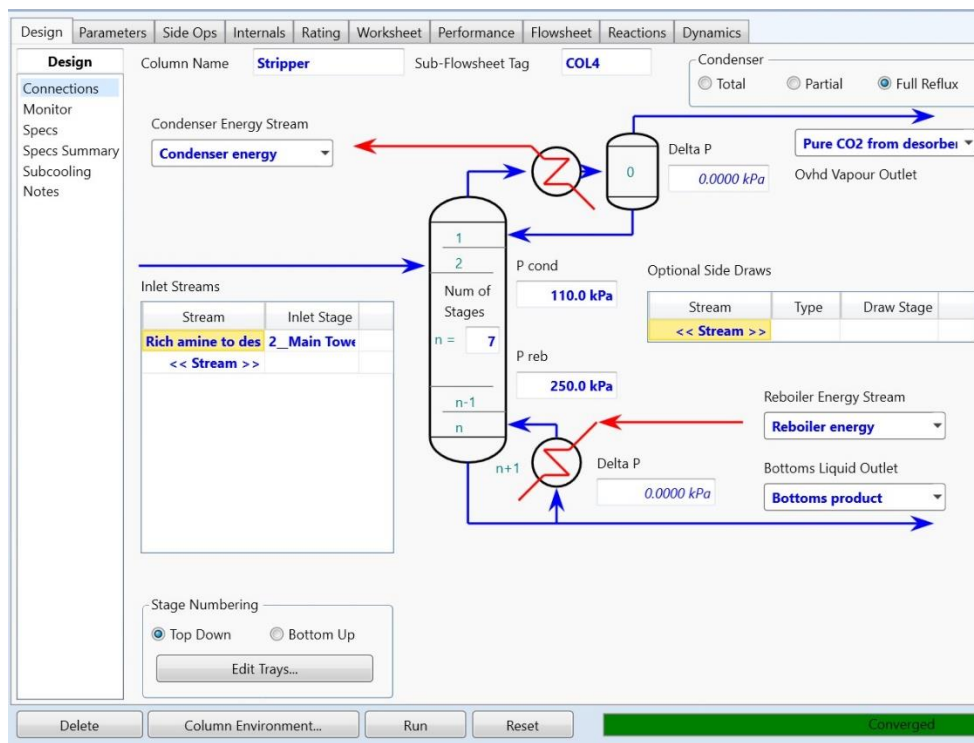 Design Parameters Side Ops Internals Rating Worksheet Performance Flowsheet Reactions Dynamics
Design
Connections
Monitor
Specs
Specs Summary
Subcooling
Notes
Column Name Stripper Sub-Flowsheet Tag COL4
Condenser
Total Partial Full Reflux
Condenser Energy Stream
Condenser energy
Delta P
0
0.0000 kPa
Pure CO2 from desorbe
Ovhd Vapour Outlet
1
2
Num of
Stages
n = 7
n-1
n
n+1
P cond
110.0 kPa
P reb
250.0 kPa
Inlet Streams
Stream Inlet Stage
Rich amine to des 2__Main Towe
<< Stream >>
Optional Side Draws
Stream Type Draw Stage
<< Stream >>
Reboiler Energy Stream
Reboiler energy
Delta P
0.0000 kPa
Bottoms Liquid Outlet
Bottoms product
Stage Numbering
Top Down Bottom Up
Edit Trays...
Delete Column Environment... Run Reset Converged